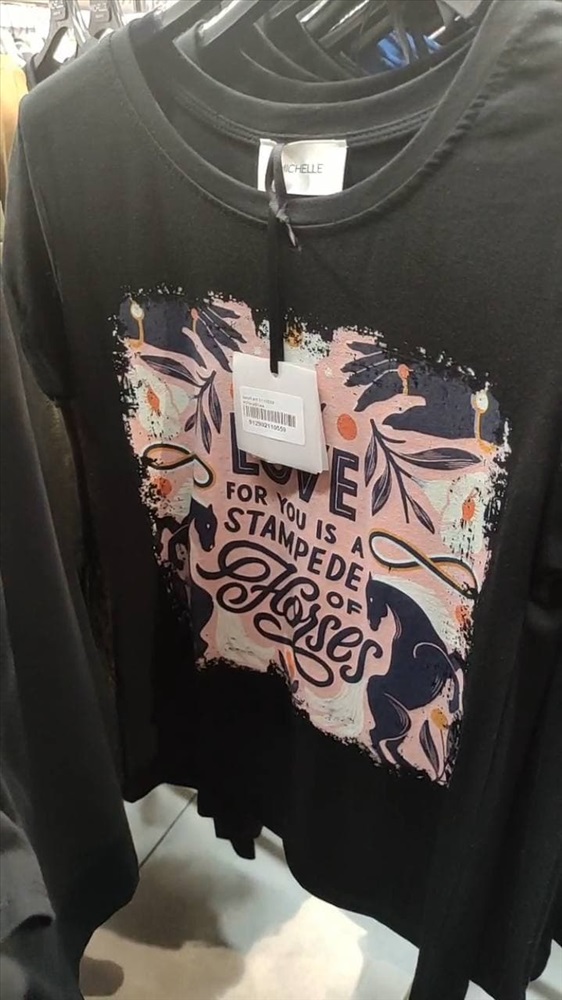 MICHELLE
LOVE
FOR YOU IS A
STAMPEDE
OF
Horses